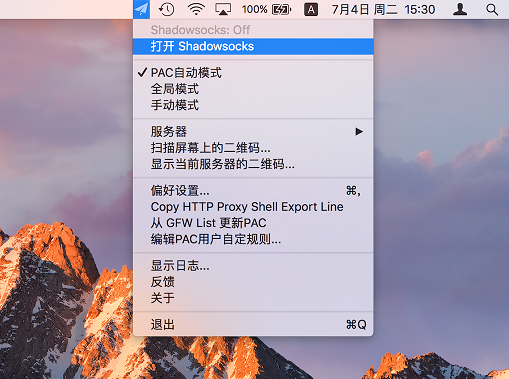 100% A 7月4日 周二 15:30
Shadowsocks: Off
打开 Shadowsocks
PAC自动模式
全局模式
手动模式
服务器
扫描屏幕上的二维码...
显示当前服务器的二维码...
偏好设置... ⌘,
Copy HTTP Proxy Shell Export Line
从 GFW List 更新PAC
编辑PAC用户自定规则...
显示日志...
反馈
关于
退出 ⌘Q